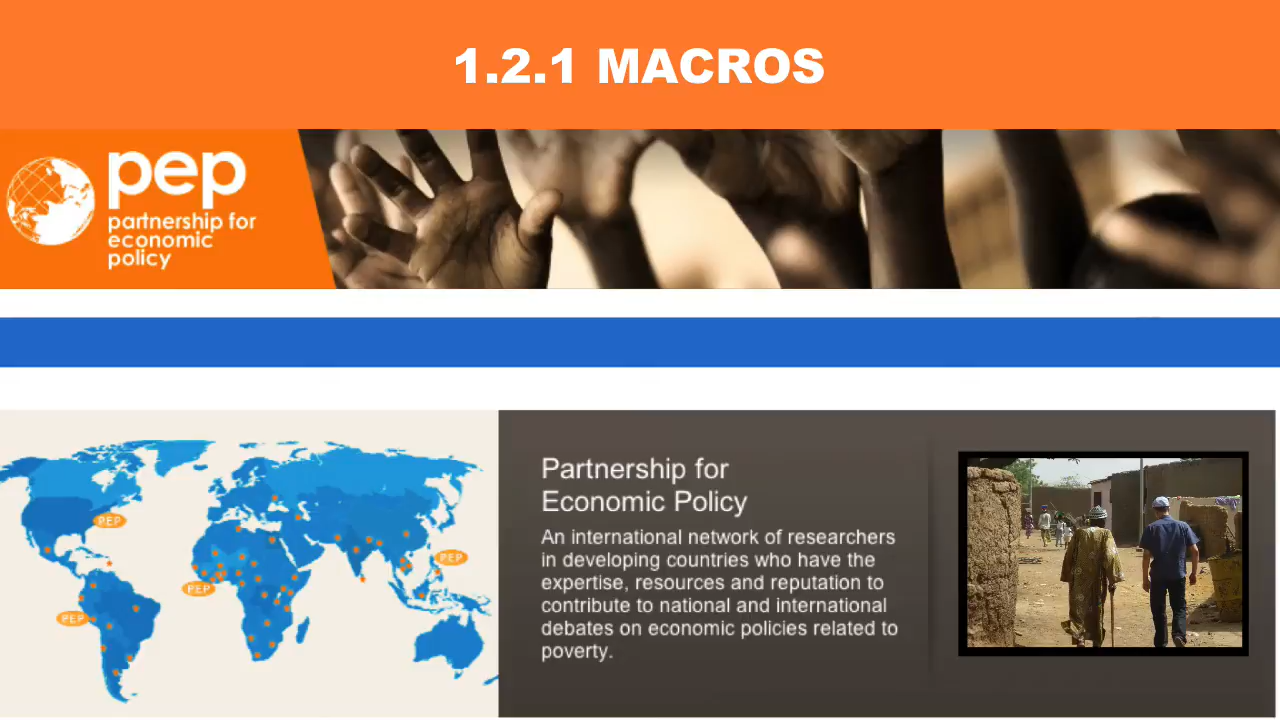 1.2.1 MACROS
pep
partnership for
economic
policy
PEP
PEP
PEP
PEP
Partnership for
Economic Policy
An international network of researchers
in developing countries who have the
expertise, resources and reputation to
contribute to national and international
debates on economic policies related to
poverty.